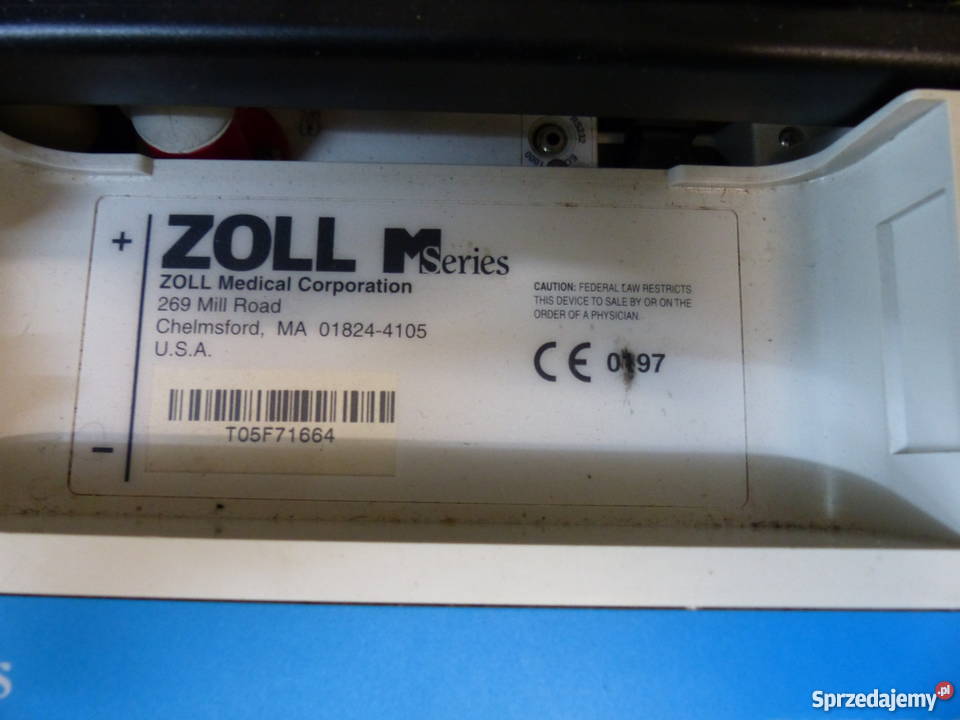 +
ZOLL M Series
ZOLL Medical Corporation
269 Mill Road
Chelmsford, MA 01824-4105
U.S.A.
CAUTION: FEDERAL LAW RESTRICTS
THIS DEVICE TO SALE BY OR ON THE
ORDER OF A PHYSICIAN.
CE
T05F71664
−
s
Sprzedajemy.pl